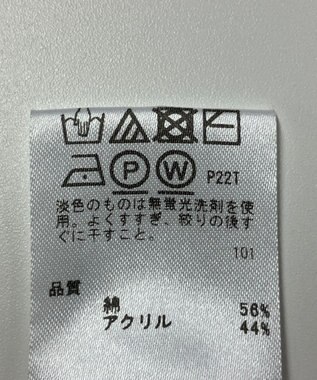 P W P22T
淡色のものは無蛍光洗剤を使
用。よくすすぎ、絞りの後す
ぐに干すこと。
101
品質
綿 56%
アクリル 44%